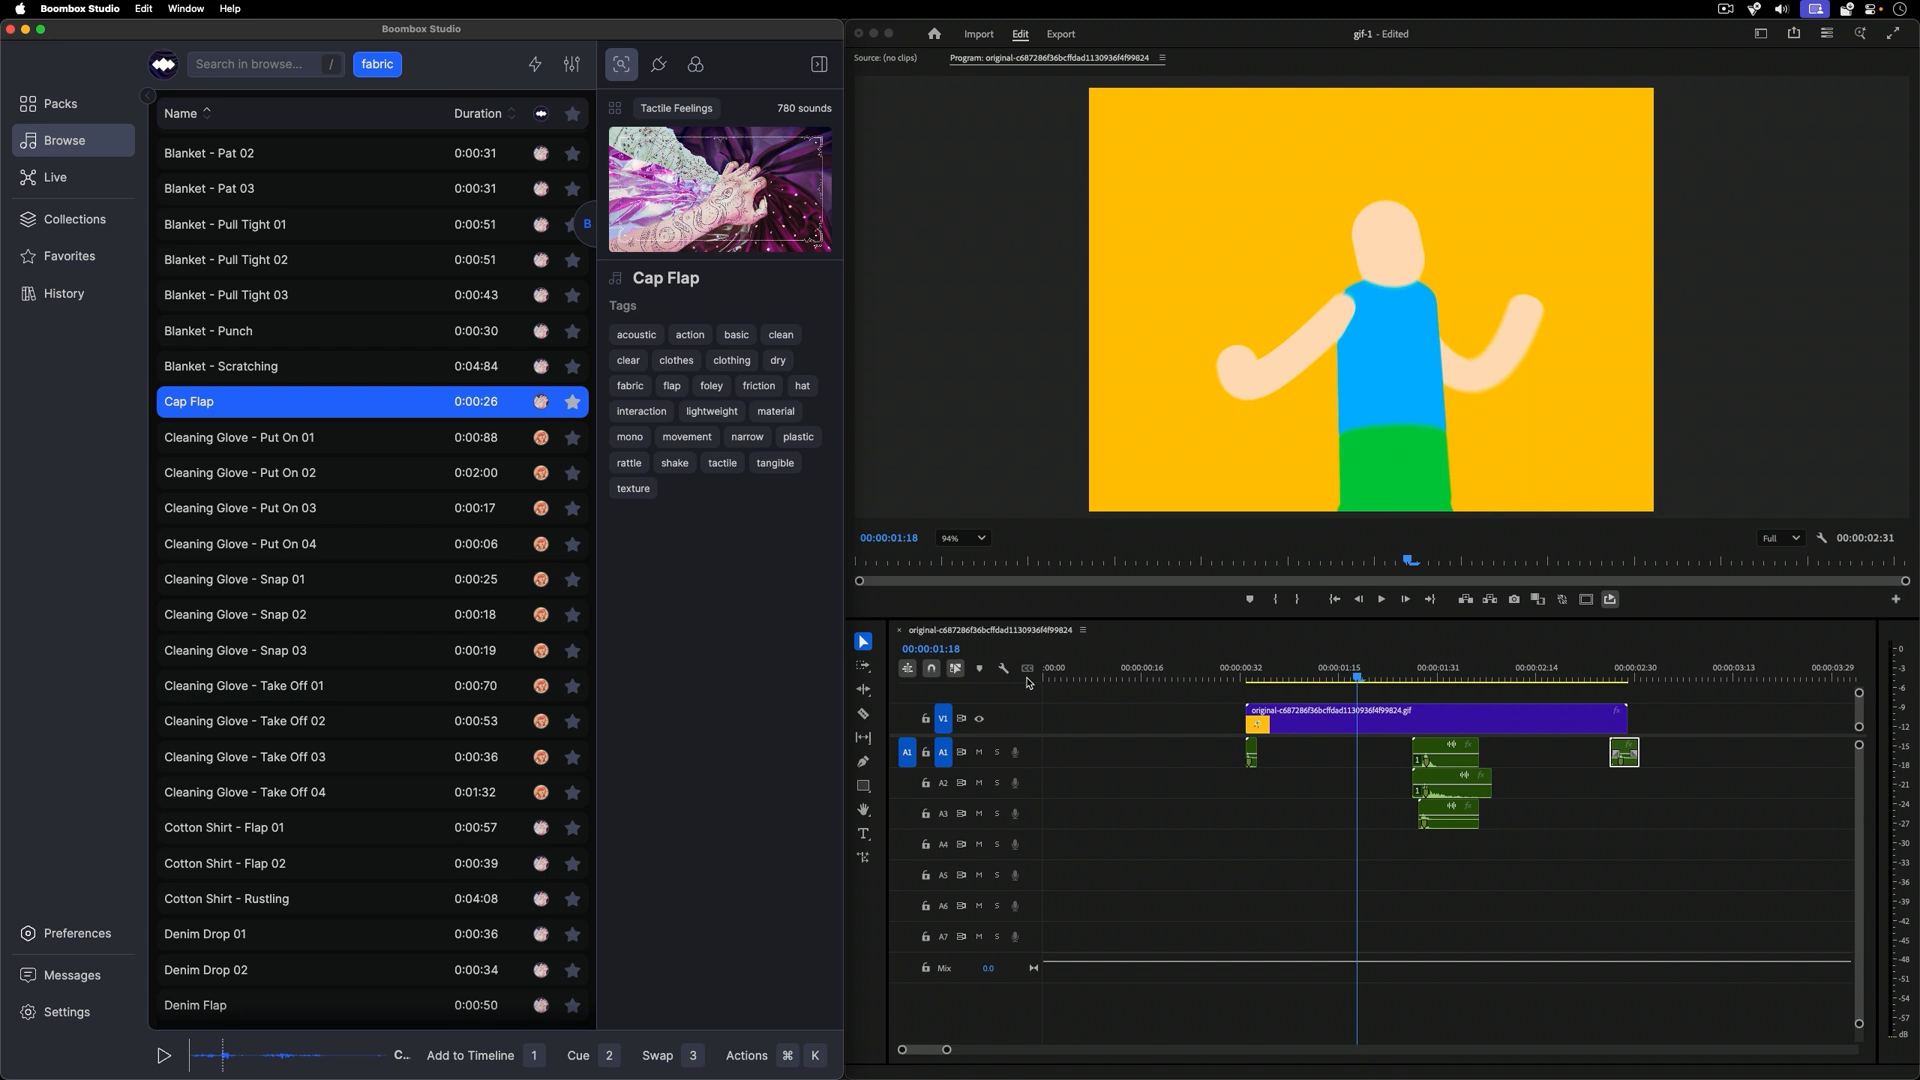 Boombox Studio Edit Window Help
Boombox Studio
Search in browse... / fabric
Packs
Browse
Live
Collections
Favorites
History
Preferences
Messages
Settings
Name Duration
Blanket - Pat 02 0:00:31
Blanket - Pat 03 0:00:31
Blanket - Pull Tight 01 0:00:51
Blanket - Pull Tight 02 0:00:51
Blanket - Pull Tight 03 0:00:43
Blanket - Punch 0:00:30
Blanket - Scratching 0:04:84
Cap Flap 0:00:26
Cleaning Glove - Put On 01 0:00:88
Cleaning Glove - Put On 02 0:02:00
Cleaning Glove - Put On 03 0:00:17
Cleaning Glove - Put On 04 0:00:06
Cleaning Glove - Snap 01 0:00:25
Cleaning Glove - Snap 02 0:00:18
Cleaning Glove - Snap 03 0:00:19
Cleaning Glove - Take Off 01 0:00:70
Cleaning Glove - Take Off 02 0:00:53
Cleaning Glove - Take Off 03 0:00:36
Cleaning Glove - Take Off 04 0:01:32
Cotton Shirt - Flap 01 0:00:57
Cotton Shirt - Flap 02 0:00:39
Cotton Shirt - Rustling 0:04:08
Denim Drop 01 0:00:36
Denim Drop 02 0:00:34
Denim Flap 0:00:50
B
Tactile Feelings 780 sounds
Cap Flap
Tags
acoustic action basic clean
clear clothes clothing dry
fabric flap foley friction hat
interaction lightweight material
mono movement narrow plastic
rattle shake tactile tangible
texture
C... Add to Timeline 1 Cue 2 Swap 3 Actions ⌘ K
Import Edit Export gif-1 - Edited
Source: (no clips) Program: original-c687286f36bcffdad1130936f4f99824
00:00:01:18 94% Full 00:00:02:31
× original-c687286f36bcffdad1130936f4f99824
00:00:01:18
:00:00 00:00:00:16 00:00:00:32 00:00:01:15 00:00:01:31 00:00:02:14 00:00:02:30 00:00:03:13 00:00:03:29
V1 original-c687286f36bcffdad1130936f4f99824.gif fx
A1 A1 M S
A2 M S
A3 M S
A4 M S
A5 M S
A6 M S
A7 M S
Mix 0.0
0
-3
-6
-9
-12
-15
-18
-21
-24
-27
-30
-33
-36
-39
-42
-45
-48
-51
-54
-57
dB